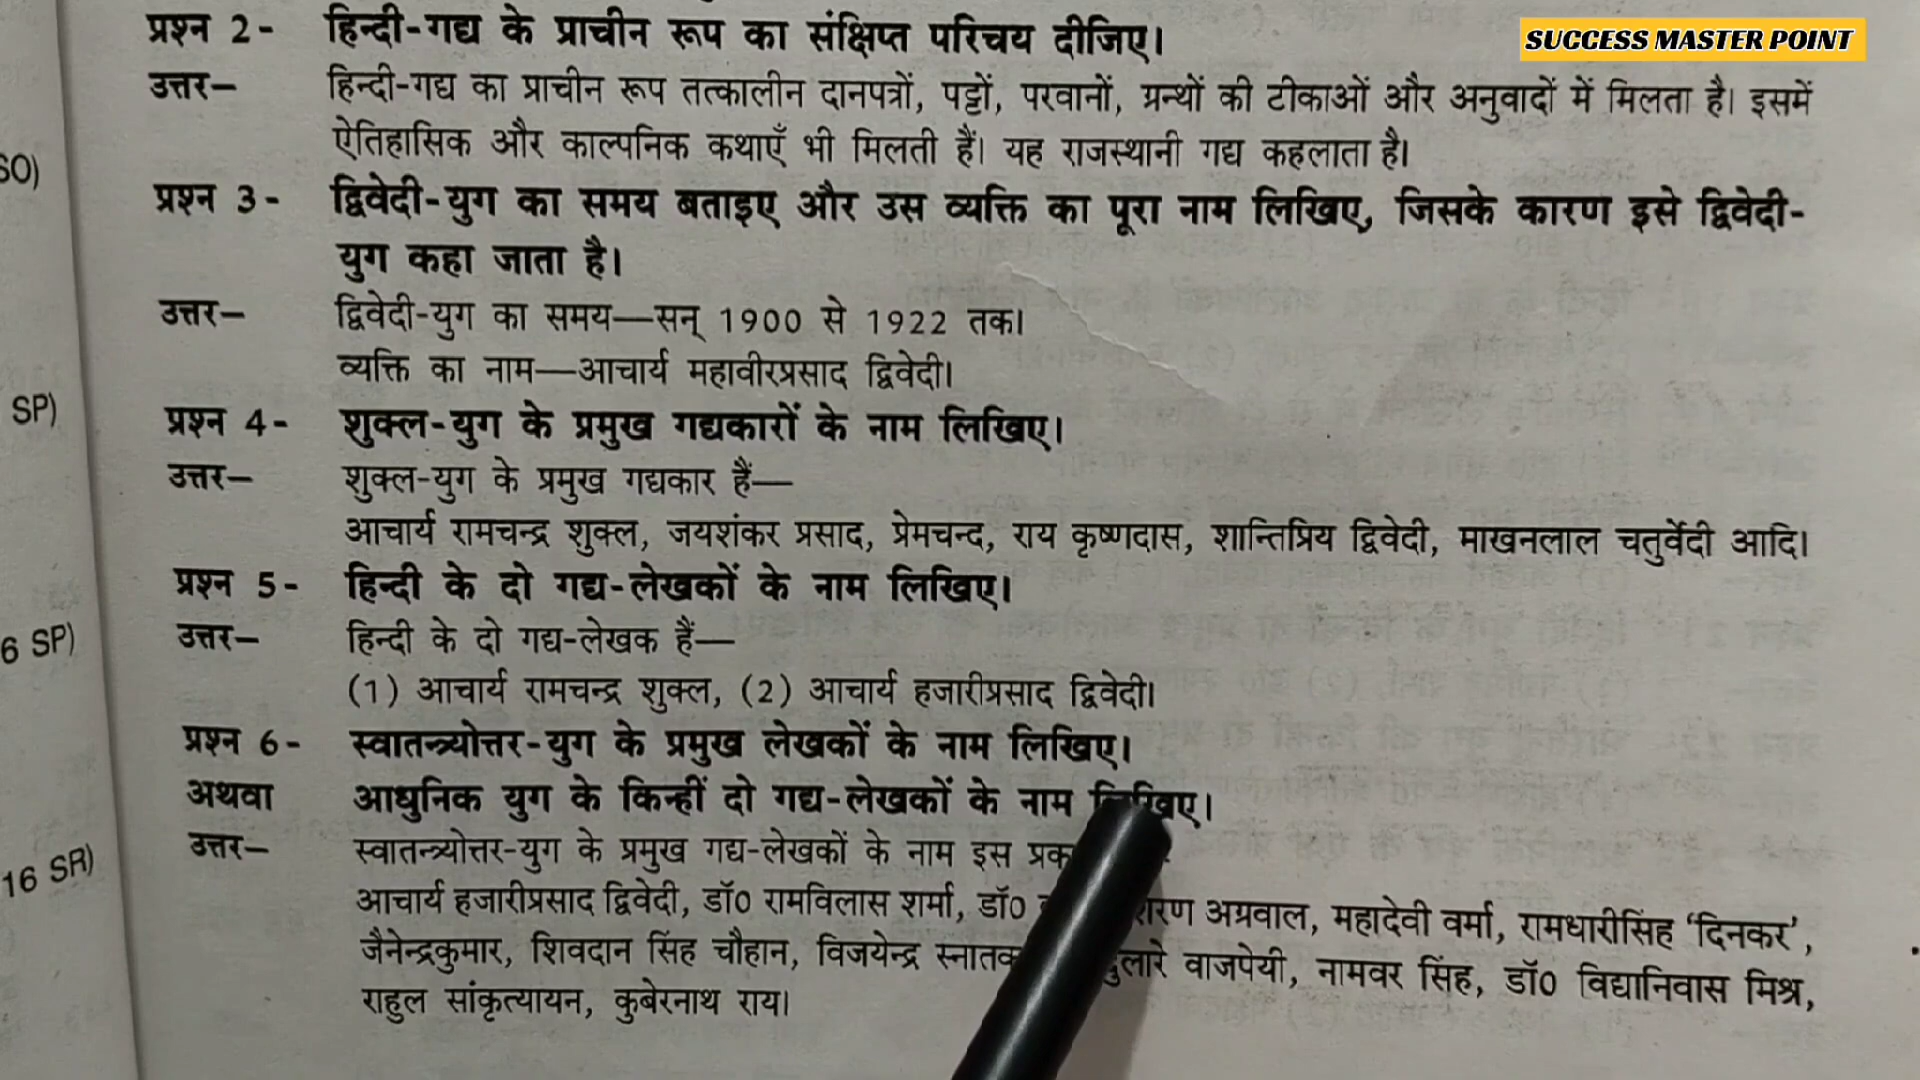 SUCCESS MASTER POINT
प्रश्न 2- हिन्दी-गद्य के प्राचीन रूप का संक्षिप्त परिचय दीजिए।
उत्तर— हिन्दी-गद्य का प्राचीन रूप तत्कालीन दानपत्रों, पट्टों, परवानों, ग्रन्थों की टीकाओं और अनुवादों में मिलता है। इसमें
ऐतिहासिक और काल्पनिक कथाएँ भी मिलती हैं। यह राजस्थानी गद्य कहलाता है।
SO)
प्रश्न 3- द्विवेदी-युग का समय बताइए और उस व्यक्ति का पूरा नाम लिखिए, जिसके कारण इसे द्विवेदी-
युग कहा जाता है।
उत्तर— द्विवेदी-युग का समय—सन् 1900 से 1922 तक।
व्यक्ति का नाम—आचार्य महावीरप्रसाद द्विवेदी।
SP)
प्रश्न 4- शुक्ल-युग के प्रमुख गद्यकारों के नाम लिखिए।
उत्तर— शुक्ल-युग के प्रमुख गद्यकार हैं—
आचार्य रामचन्द्र शुक्ल, जयशंकर प्रसाद, प्रेमचन्द, राय कृष्णदास, शान्तिप्रिय द्विवेदी, माखनलाल चतुर्वेदी आदि।
प्रश्न 5- हिन्दी के दो गद्य-लेखकों के नाम लिखिए।
6 SP)
उत्तर— हिन्दी के दो गद्य-लेखक हैं—
(1) आचार्य रामचन्द्र शुक्ल, (2) आचार्य हजारीप्रसाद द्विवेदी।
प्रश्न 6- स्वातन्त्र्योत्तर-युग के प्रमुख लेखकों के नाम लिखिए।
अथवा आधुनिक युग के किन्हीं दो गद्य-लेखकों के नाम लिखिए।
16 SR)
उत्तर— स्वातन्त्र्योत्तर-युग के प्रमुख गद्य-लेखकों के नाम इस
आचार्य हजारीप्रसाद द्विवेदी, डॉ0 रामविलास शर्मा, डॉ0 अग्रवाल, महादेवी वर्मा, रामधारीसिंह ‘दिनकर’,
जैनेन्द्रकुमार, शिवदान सिंह चौहान, विजयेन्द्र वाजपेयी, नामवर सिंह, डॉ0 विद्यानिवास मिश्र,
राहुल सांकृत्यायन, कुबेरनाथ राय।